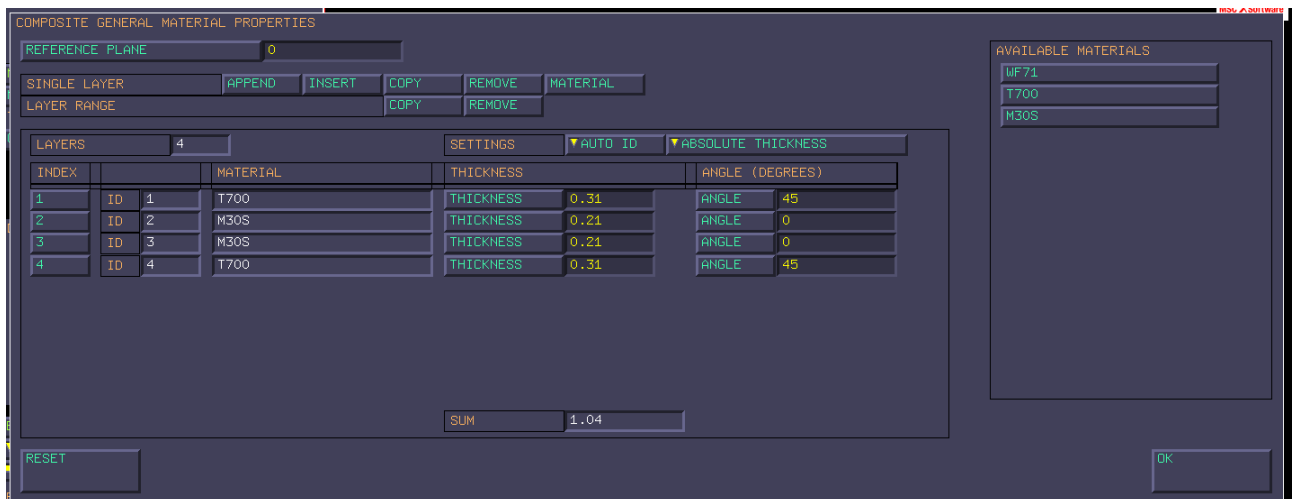 MSC Software
COMPOSITE GENERAL MATERIAL PROPERTIES
REFERENCE PLANE 0
SINGLE LAYER APPEND INSERT COPY REMOVE MATERIAL
LAYER RANGE COPY REMOVE
LAYERS 4 SETTINGS AUTO ID ABSOLUTE THICKNESS
INDEX MATERIAL THICKNESS ANGLE (DEGREES)
1 ID 1 T700 THICKNESS 0.31 ANGLE 45
2 ID 2 M30S THICKNESS 0.21 ANGLE 0
3 ID 3 M30S THICKNESS 0.21 ANGLE 0
4 ID 4 T700 THICKNESS 0.31 ANGLE 45
SUM 1.04
RESET
OK
AVAILABLE MATERIALS
WF71
T700
M30S